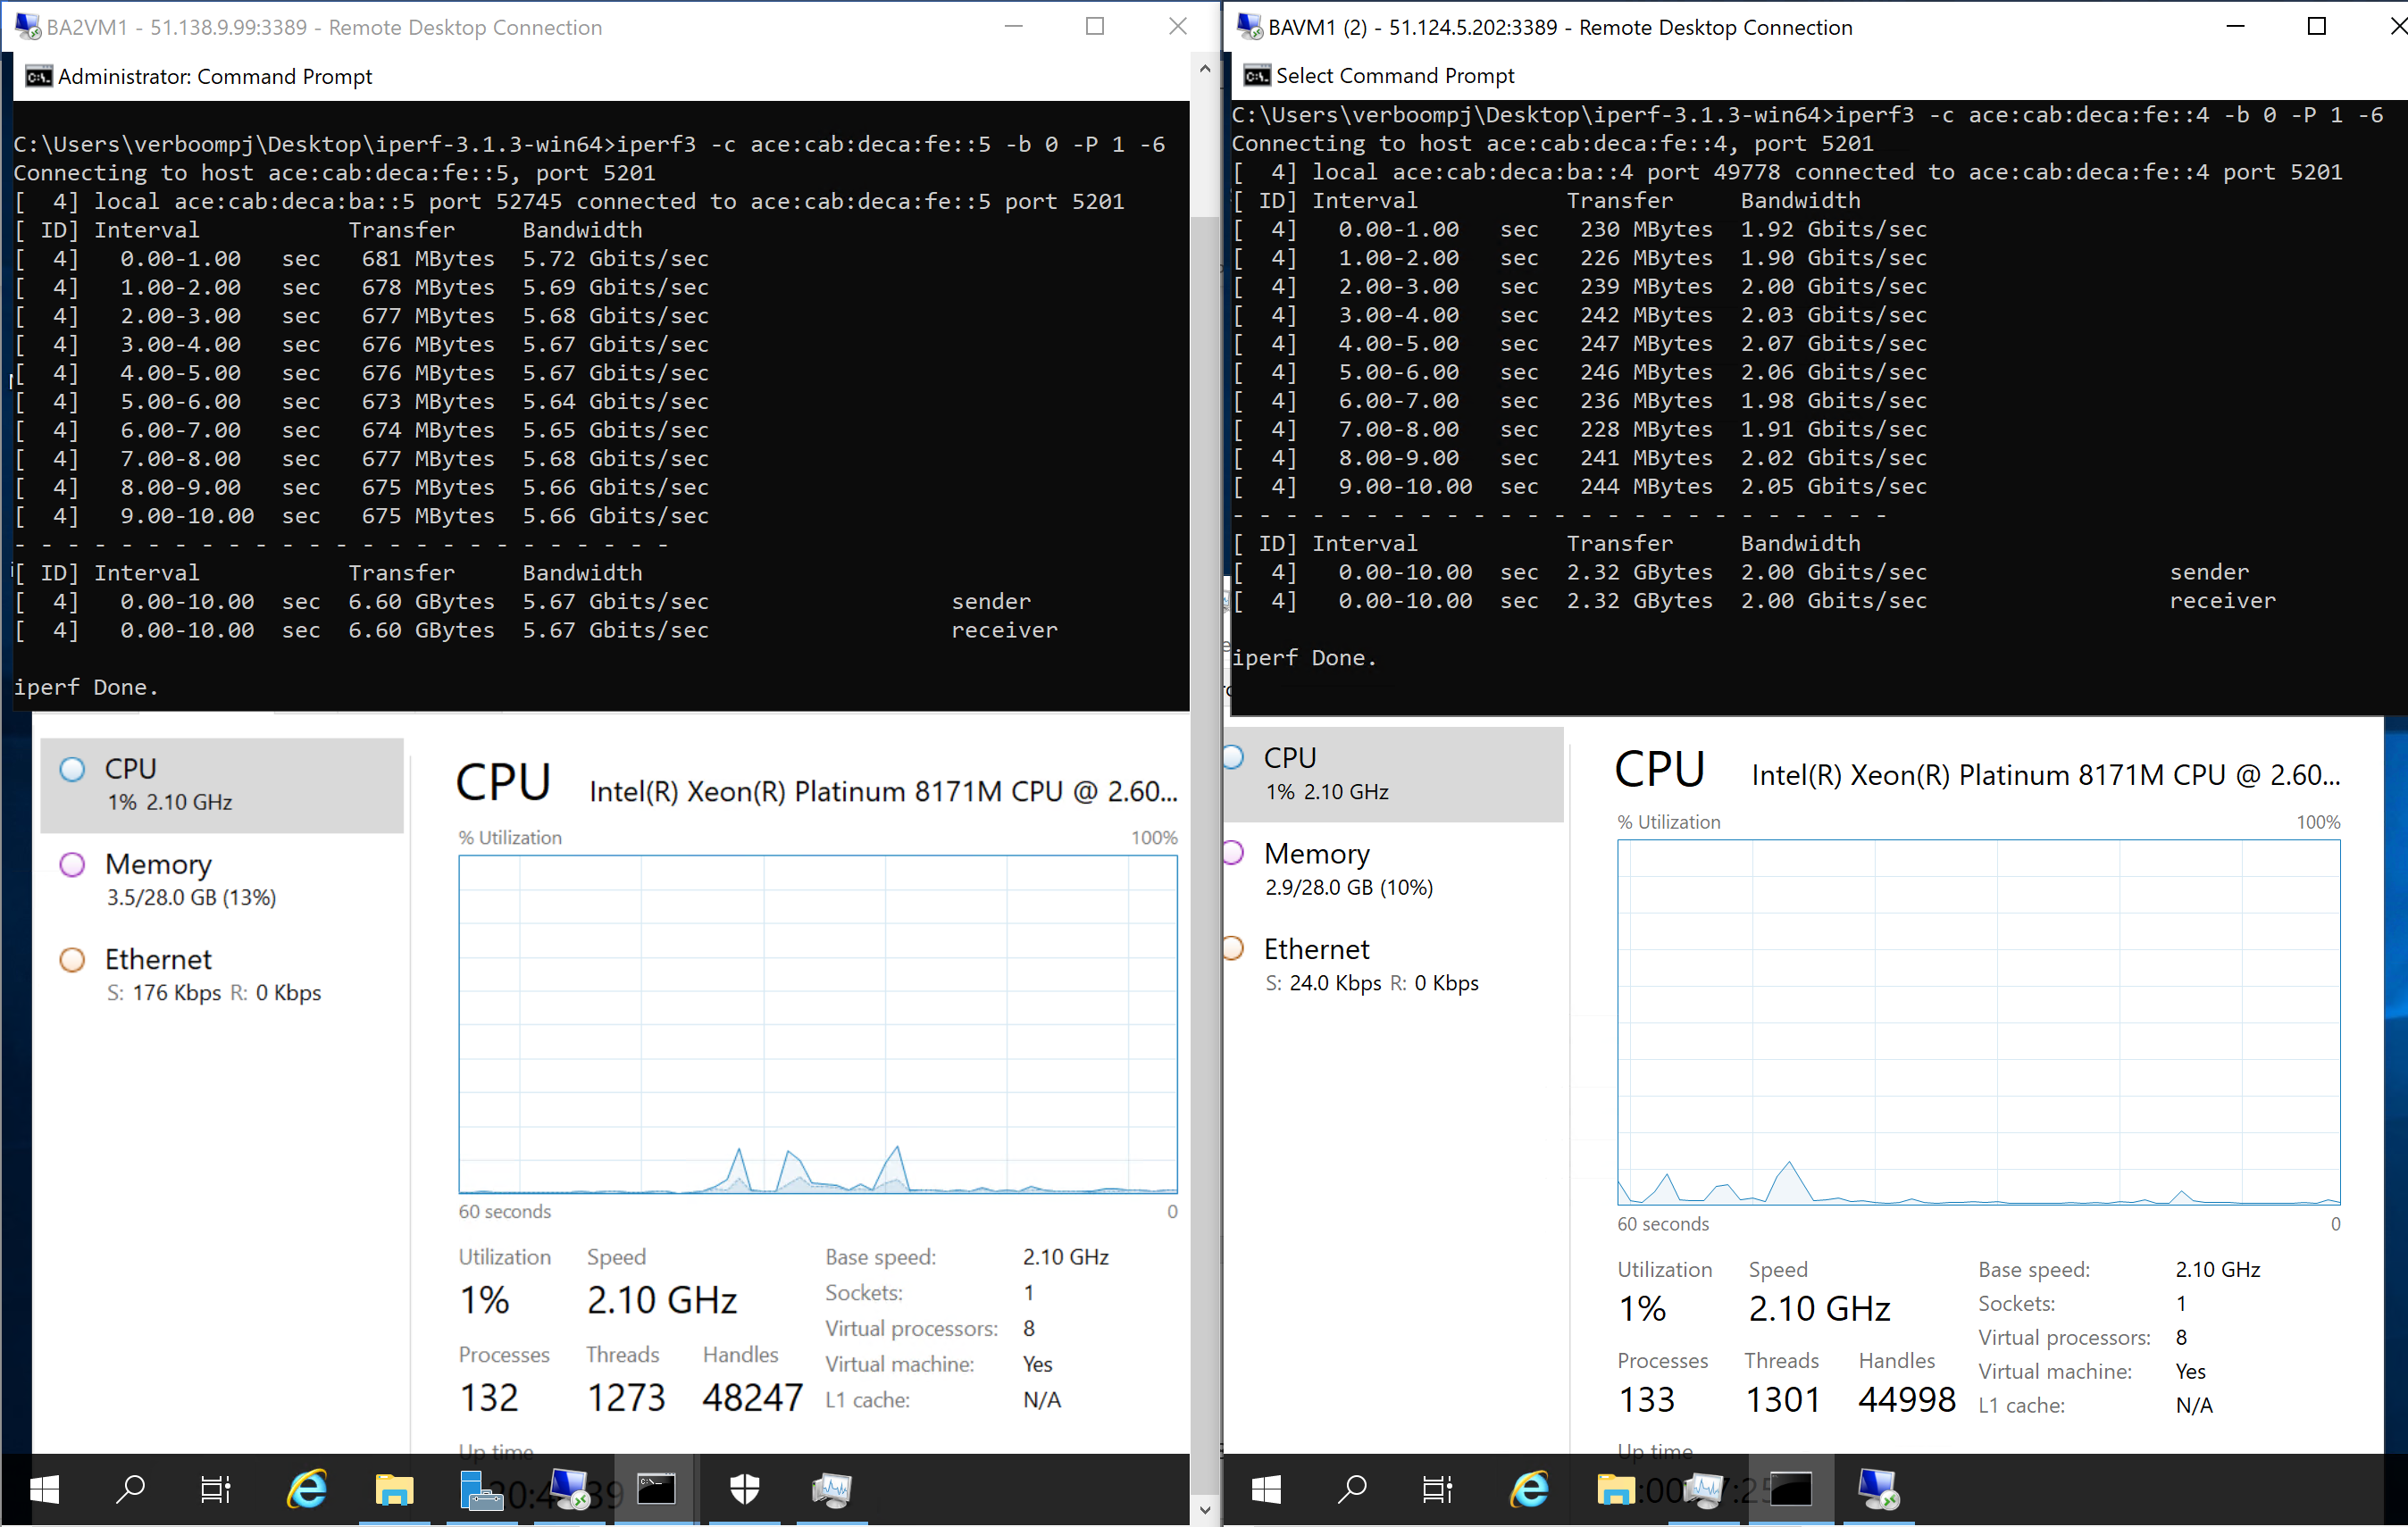 BA2VM1 - 51.138.9.99:3389 - Remote Desktop Connection
Administrator: Command Prompt
C:\Users\verboompj\Desktop\iperf-3.1.3-win64>iperf3 -c ace:cab:deca:fe::5 -b 0 -P 1 -6
Connecting to host ace:cab:deca:fe::5, port 5201
[  4] local ace:cab:deca:ba::5 port 52745 connected to ace:cab:deca:fe::5 port 5201
[ ID] Interval           Transfer     Bandwidth
[  4]   0.00-1.00   sec   681 MBytes  5.72 Gbits/sec
[  4]   1.00-2.00   sec   678 MBytes  5.69 Gbits/sec
[  4]   2.00-3.00   sec   677 MBytes  5.68 Gbits/sec
[  4]   3.00-4.00   sec   676 MBytes  5.67 Gbits/sec
[  4]   4.00-5.00   sec   676 MBytes  5.67 Gbits/sec
[  4]   5.00-6.00   sec   673 MBytes  5.64 Gbits/sec
[  4]   6.00-7.00   sec   674 MBytes  5.65 Gbits/sec
[  4]   7.00-8.00   sec   677 MBytes  5.68 Gbits/sec
[  4]   8.00-9.00   sec   675 MBytes  5.66 Gbits/sec
[  4]   9.00-10.00  sec   675 MBytes  5.66 Gbits/sec
- - - - - - - - - - - - - - - - - - - - - - - - -
[ ID] Interval           Transfer     Bandwidth
[  4]   0.00-10.00  sec  6.60 GBytes  5.67 Gbits/sec                  sender
[  4]   0.00-10.00  sec  6.60 GBytes  5.67 Gbits/sec                  receiver
iperf Done.
CPU
1% 2.10 GHz
Memory
3.5/28.0 GB (13%)
Ethernet
S: 176 Kbps R: 0 Kbps
CPU Intel(R) Xeon(R) Platinum 8171M CPU @ 2.60...
% Utilization 100%
60 seconds 0
Utilization Speed
1% 2.10 GHz
Processes Threads Handles
132 1273 48247
Base speed: 2.10 GHz
Sockets: 1
Virtual processors: 8
Virtual machine: Yes
L1 cache: N/A
Up time
BAVM1 (2) - 51.124.5.202:3389 - Remote Desktop Connection
Select Command Prompt
C:\Users\verboompj\Desktop\iperf-3.1.3-win64>iperf3 -c ace:cab:deca:fe::4 -b 0 -P 1 -6
Connecting to host ace:cab:deca:fe::4, port 5201
[  4] local ace:cab:deca:ba::4 port 49778 connected to ace:cab:deca:fe::4 port 5201
[ ID] Interval           Transfer     Bandwidth
[  4]   0.00-1.00   sec   230 MBytes  1.92 Gbits/sec
[  4]   1.00-2.00   sec   226 MBytes  1.90 Gbits/sec
[  4]   2.00-3.00   sec   239 MBytes  2.00 Gbits/sec
[  4]   3.00-4.00   sec   242 MBytes  2.03 Gbits/sec
[  4]   4.00-5.00   sec   247 MBytes  2.07 Gbits/sec
[  4]   5.00-6.00   sec   246 MBytes  2.06 Gbits/sec
[  4]   6.00-7.00   sec   236 MBytes  1.98 Gbits/sec
[  4]   7.00-8.00   sec   228 MBytes  1.91 Gbits/sec
[  4]   8.00-9.00   sec   241 MBytes  2.02 Gbits/sec
[  4]   9.00-10.00  sec   244 MBytes  2.05 Gbits/sec
- - - - - - - - - - - - - - - - - - - - - - - - -
[ ID] Interval           Transfer     Bandwidth
[  4]   0.00-10.00  sec  2.32 GBytes  2.00 Gbits/sec                  sender
[  4]   0.00-10.00  sec  2.32 GBytes  2.00 Gbits/sec                  receiver
iperf Done.
CPU
1% 2.10 GHz
Memory
2.9/28.0 GB (10%)
Ethernet
S: 24.0 Kbps R: 0 Kbps
CPU Intel(R) Xeon(R) Platinum 8171M CPU @ 2.60...
% Utilization 100%
60 seconds 0
Utilization Speed
1% 2.10 GHz
Processes Threads Handles
133 1301 44998
Base speed: 2.10 GHz
Sockets: 1
Virtual processors: 8
Virtual machine: Yes
L1 cache: N/A
Up time